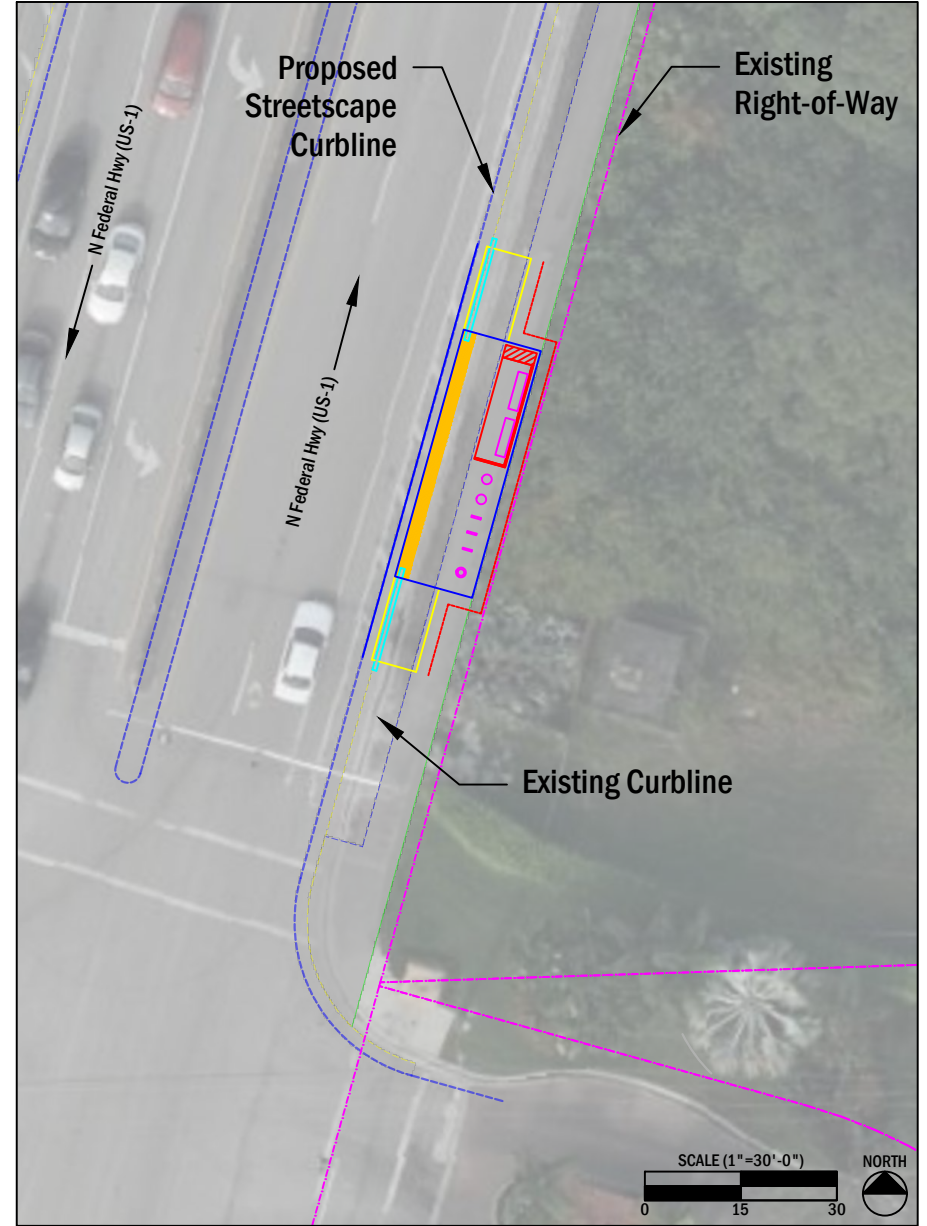 Proposed
Streetscape
Curbline
Existing
Right-of-Way
N Federal Hwy (US-1)
N Federal Hwy (US-1)
Existing Curbline
SCALE (1"=30'-0")
NORTH
0 15 30